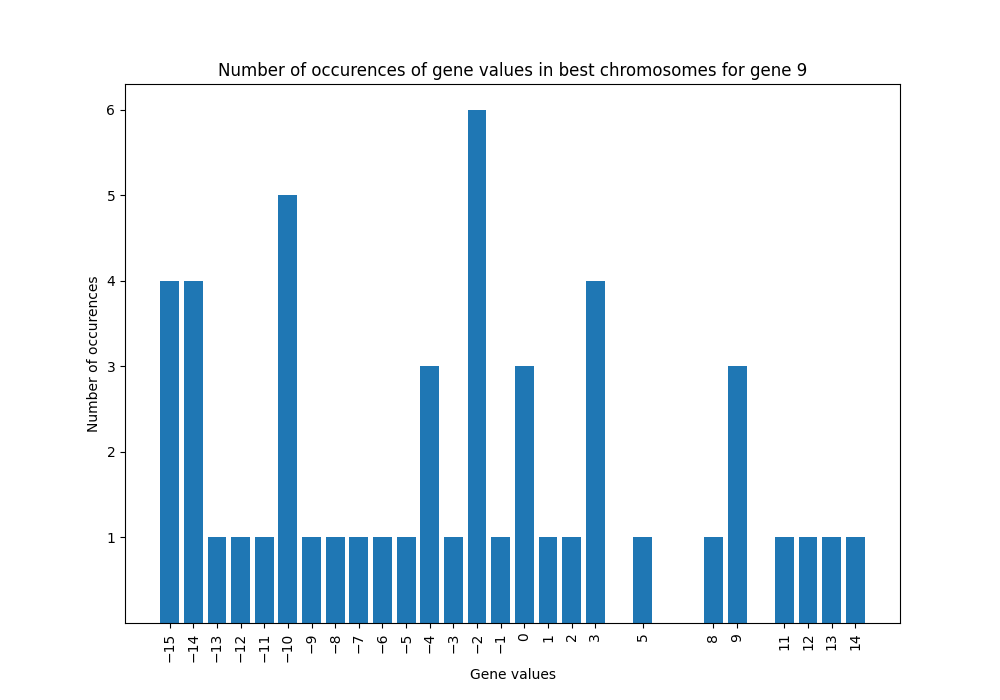 Number of occurences of gene values in best chromosomes for gene 9
Number of occurences
6
5
4
3
2
1
−15 −14 −13 −12 −11 −10 −9 −8 −7 −6 −5 −4 −3 −2 −1 0 1 2 3 5 8 9 11 12 13 14
Gene values